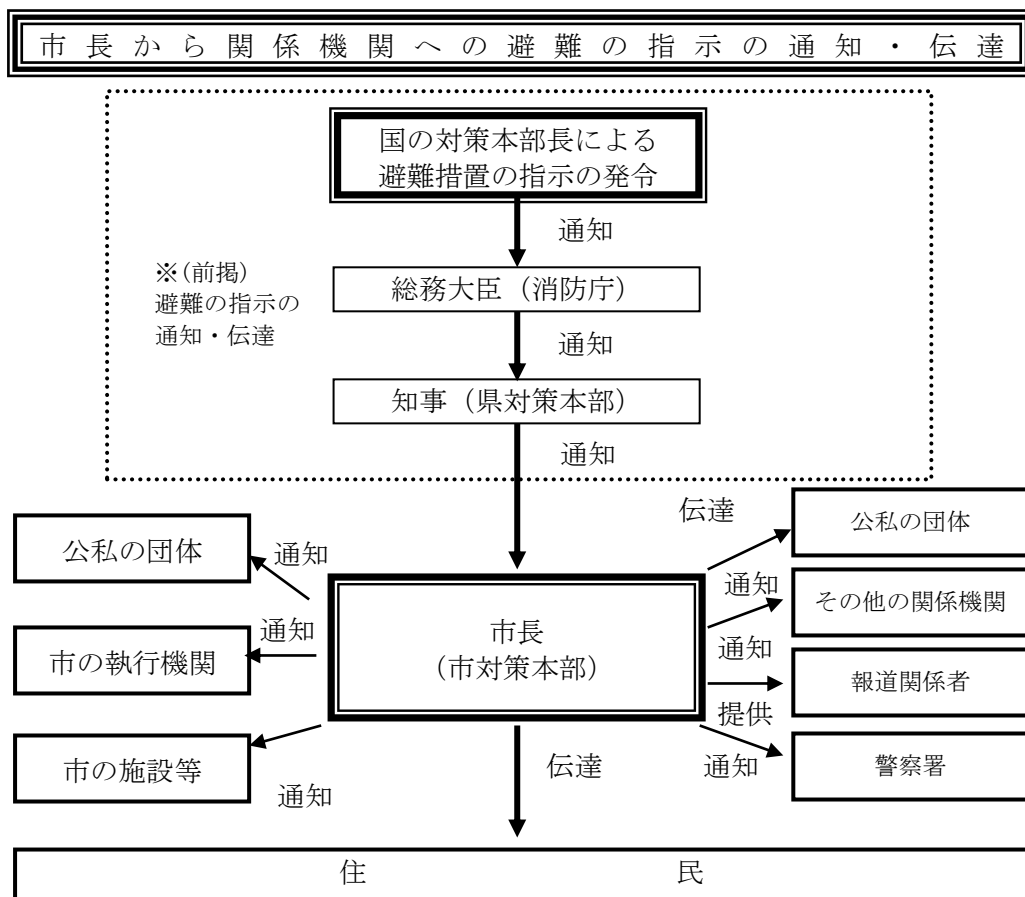 市長から関係機関への避難の指示の通知・伝達
国の対策本部長による
避難措置の指示の発令
通知
※(前掲)
避難の指示の
通知・伝達
総務大臣（消防庁）
通知
知事（県対策本部）
通知
公私の団体
通知
通知
市の執行機関
市の施設等
通知
市長
（市対策本部）
伝達
公私の団体
通知
その他の関係機関
通知
報道関係者
提供
通知
警察署
伝達
住民